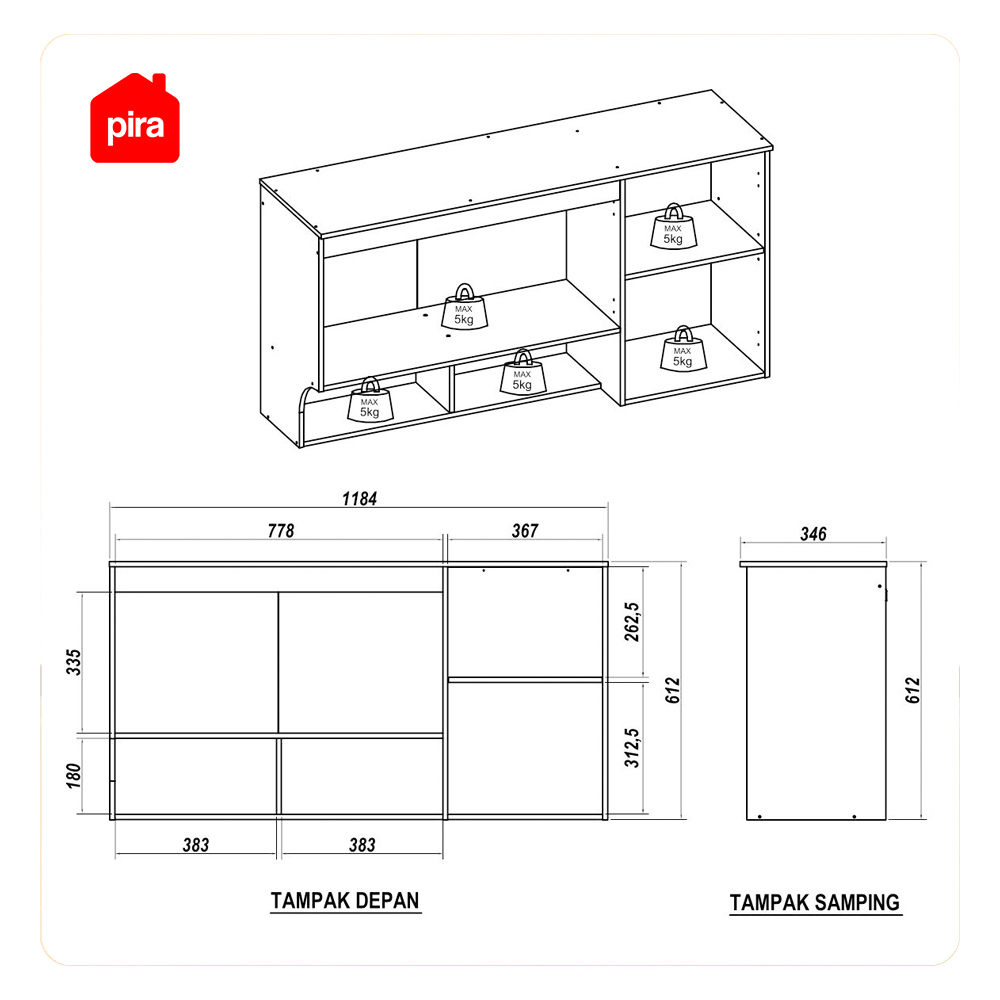 pira
MAX
5kg
MAX
5kg
MAX
5kg
MAX
5kg
MAX
5kg
1184
778
367
346
335
262,5
612
612
312,5
180
383
383
TAMPAK DEPAN
TAMPAK SAMPING